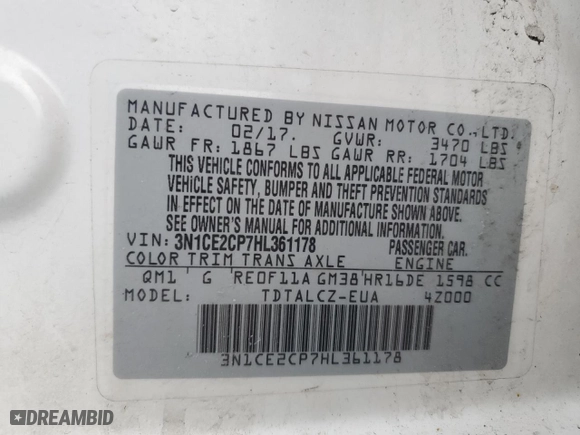 MANUFACTURED BY NISSAN MOTOR CO.,LTD.
DATE: 02/17. GVWR: 3470 LBS
GAWR FR: 1867 LBS GAWR RR: 1704 LBS
THIS VEHICLE CONFORMS TO ALL APPLICABLE FEDERAL MOTOR
VEHICLE SAFETY, BUMPER AND THEFT PREVENTION STANDARDS
IN EFFECT ON THE DATE OF MANUFACTURE SHOWN ABOVE.
SEE OWNER'S MANUAL FOR ADDITIONAL INFORMATION.
VIN: 3N1CE2CP7HL361178 PASSENGER CAR.
COLOR TRIM TRANS AXLE ENGINE
QM1 G RE0F11A GM38 HR16DE 1598 CC
MODEL: TDTALCZ-EUA 4Z000
3N1CE2CP7HL361178
DREAMBID